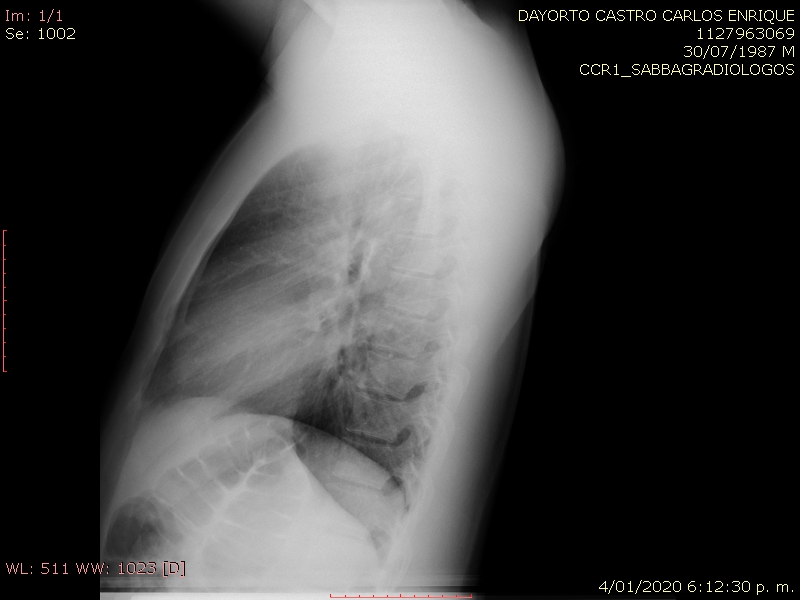 Im: 1/1
Se: 1002
DAYORTO CASTRO CARLOS ENRIQUE
1127963069
30/07/1987 M
CCR1_SABBAGRADIOLOGOS
WL: 511 WW: 1023 [D]
4/01/2020 6:12:30 p. m.